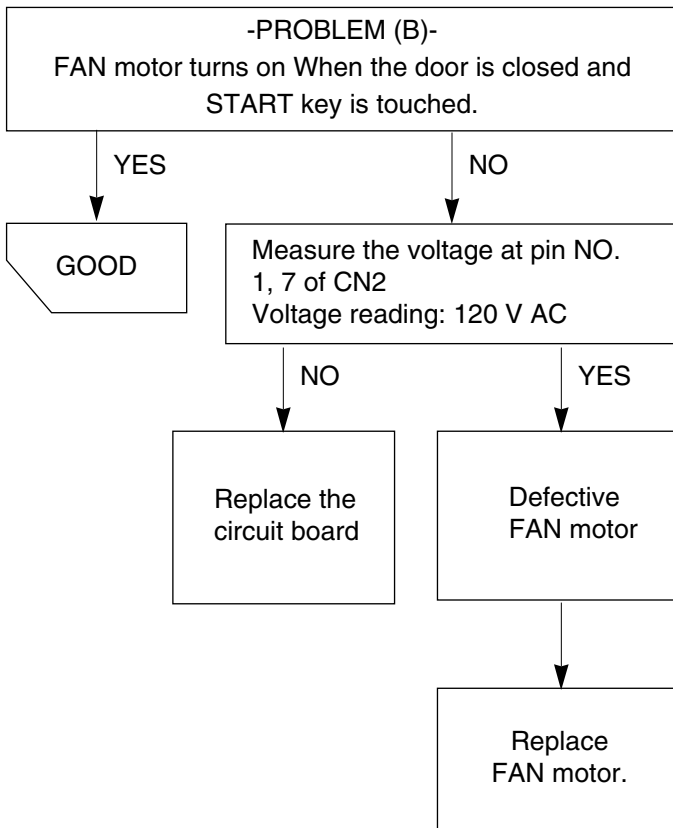 -PROBLEM (B)-
FAN motor turns on When the door is closed and
START key is touched.
YES
NO
GOOD
Measure the voltage at pin NO.
1, 7 of CN2
Voltage reading: 120 V AC
NO
YES
Replace the
circuit board
Defective
FAN motor
Replace
FAN motor.